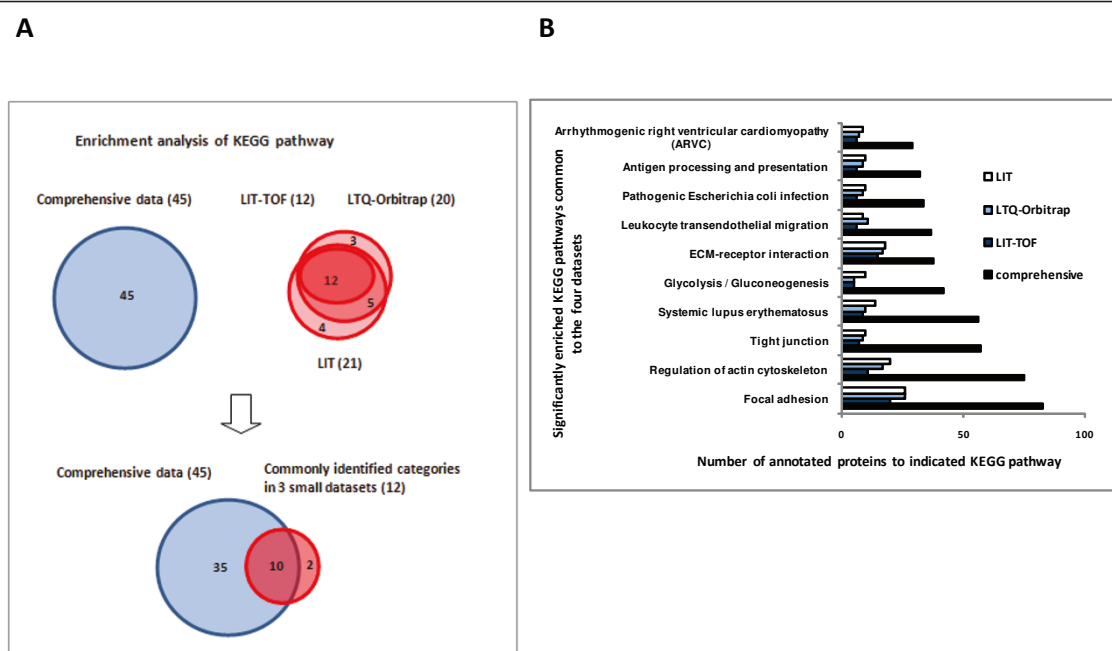 A
B
Enrichment analysis of KEGG pathway
Comprehensive data (45)
LIT-TOF (12)
LTQ-Orbitrap (20)
45
3
12
5
4
LIT (21)
Comprehensive data (45)
Commonly identified categories
in 3 small datasets (12)
35
10
2
Significantly enriched KEGG pathways common
to the four datasets
Arrhythmogenic right ventricular cardiomyopathy
(ARVC)
Antigen processing and presentation
Pathogenic Escherichia coli infection
Leukocyte transendothelial migration
ECM-receptor interaction
Glycolysis / Gluconeogenesis
Systemic lupus erythematosus
Tight junction
Regulation of actin cytoskeleton
Focal adhesion
LIT
LTQ-Orbitrap
LIT-TOF
comprehensive
0
50
100
Number of annotated proteins to indicated KEGG pathway